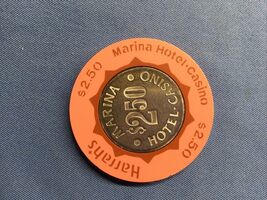 $2.50 Marina Hotel·Casino $2.50
Harrahs
MARINA
$2.50
HOTEL·CASINO